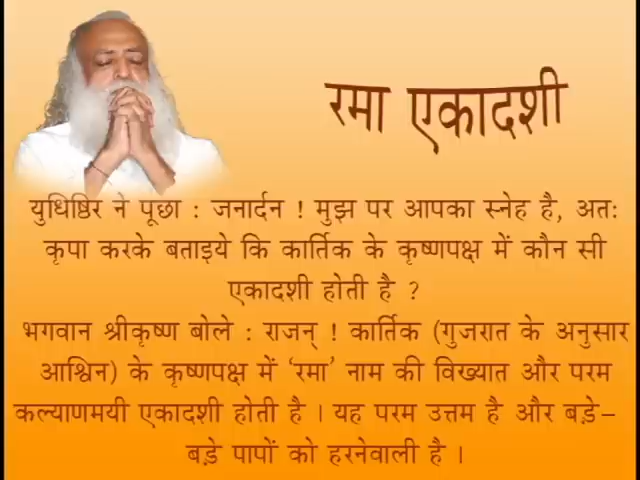 रमा एकादशी
युधिष्ठिर ने पूछा : जनार्दन ! मुझ पर आपका स्नेह है, अतः
कृपा करके बताइये कि कार्तिक के कृष्णपक्ष में कौन सी
एकादशी होती है ?
भगवान श्रीकृष्ण बोले : राजन् ! कार्तिक (गुजरात के अनुसार
आश्विन) के कृष्णपक्ष में ‘रमा’ नाम की विख्यात और परम
कल्याणमयी एकादशी होती है । यह परम उत्तम है और बड़े–
बड़े पापों को हरनेवाली है ।